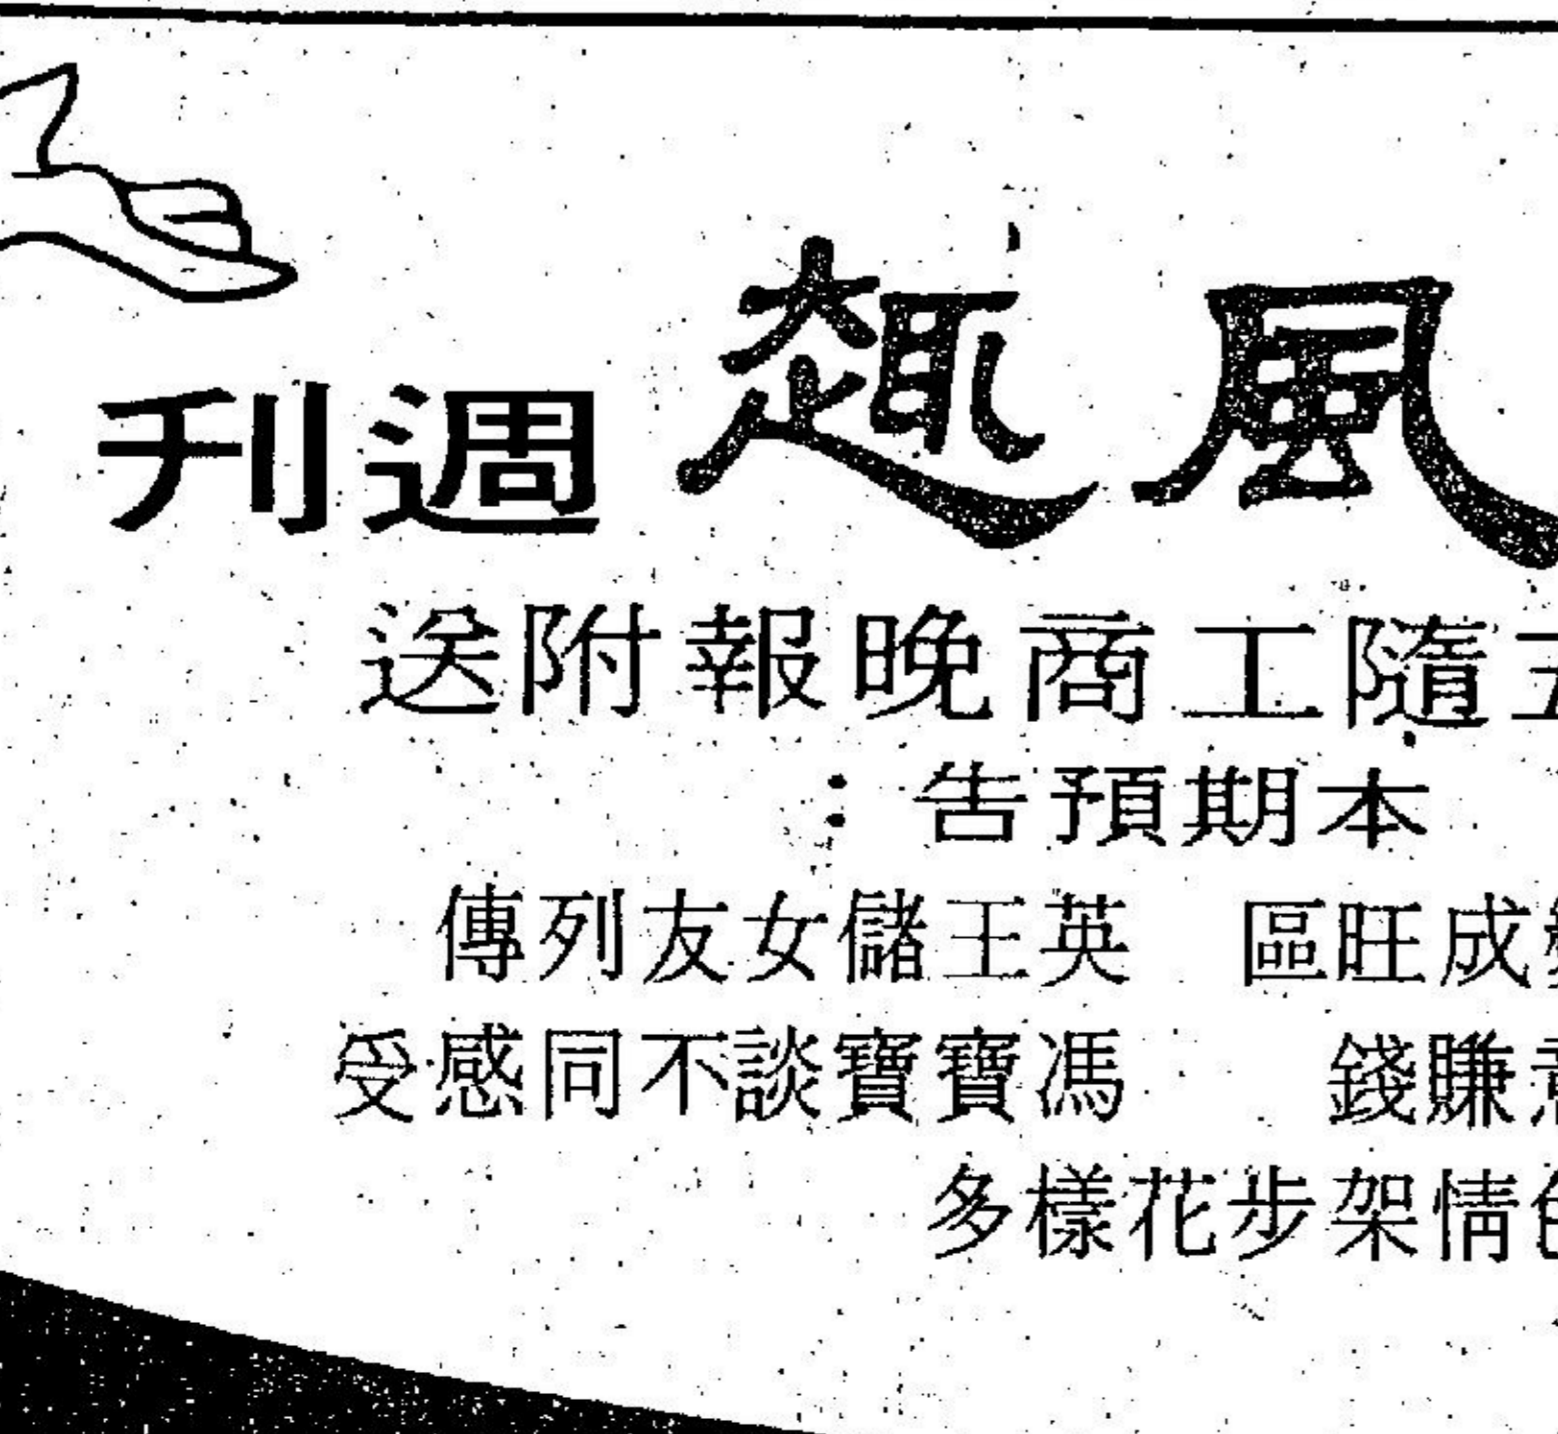 風趣週刊
五隨工商晚報附送
本期預告：
成旺區　英王儲女友列傳
賺錢　馮寶寶談不同感受
情架步花樣多